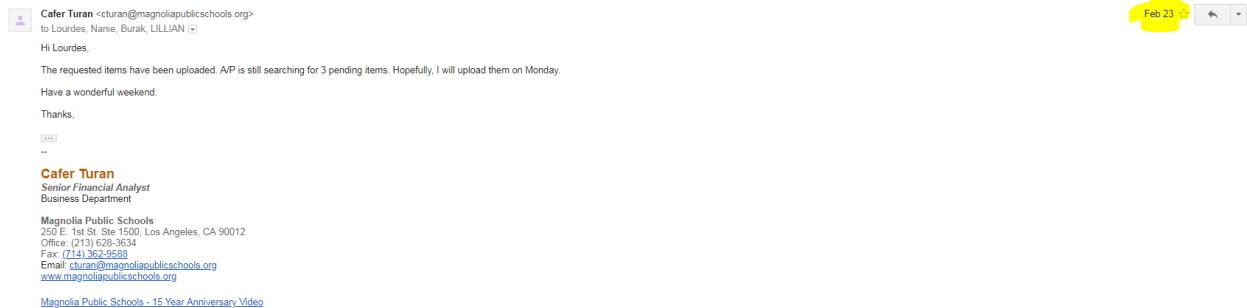 Cafer Turan <cturan@magnoliapublicschools.org>
Feb 23
to Lourdes, Nanie, Burak, LILLIAN
Hi Lourdes,
The requested items have been uploaded. A/P is still searching for 3 pending items. Hopefully, I will upload them on Monday.
Have a wonderful weekend.
Thanks,
...
--
Cafer Turan
Senior Financial Analyst
Business Department
Magnolia Public Schools
250 E. 1st St. Ste 1500, Los Angeles, CA 90012
Office: (213) 628-3634
Fax: (714) 362-9588
Email: cturan@magnoliapublicschools.org
www.magnoliapublicschools.org
Magnolia Public Schools - 15 Year Anniversary Video